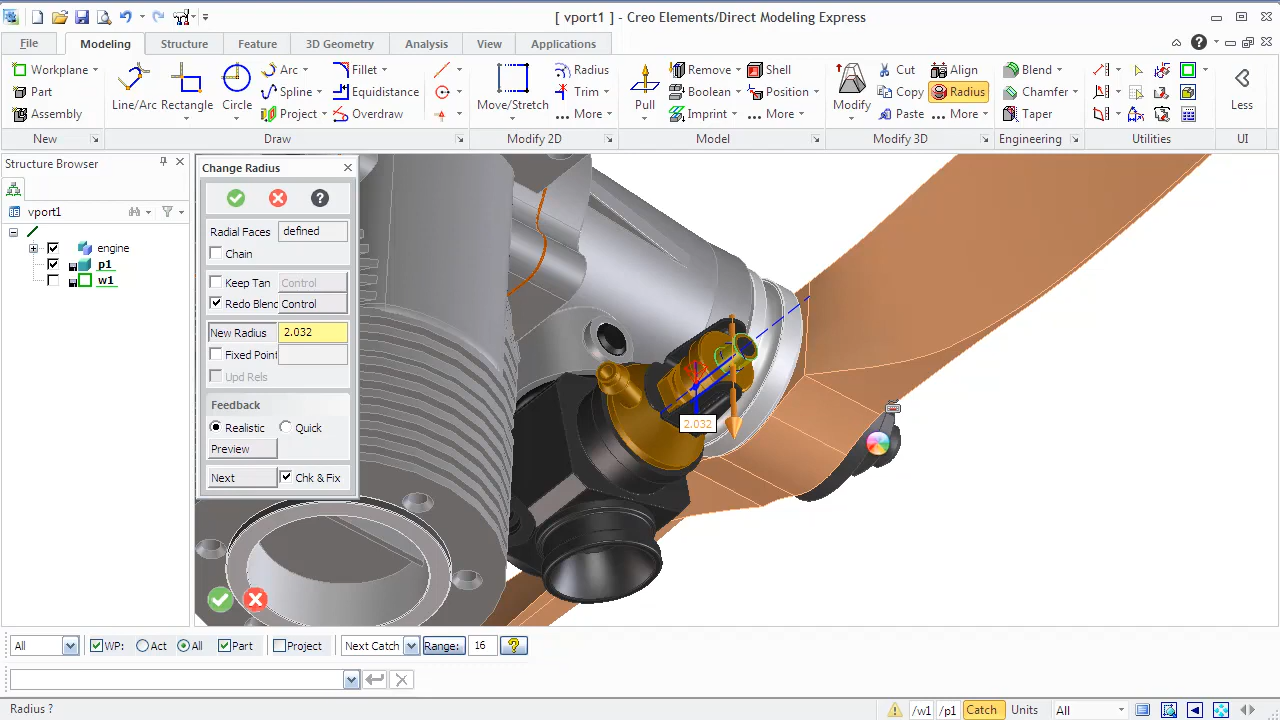 [ vport1 ] - Creo Elements/Direct Modeling Express
File Modeling Structure Feature 3D Geometry Analysis View Applications
Workplane Part Assembly New
Line/Arc Rectangle Circle Arc Spline Project Fillet Equidistance Overdraw Draw
Move/Stretch Radius Trim More Modify 2D
Pull Remove Boolean Imprint Shell Position More Model
Modify Cut Copy Paste Align Radius More Modify 3D
Blend Chamfer Taper Engineering
Utilities
Less UI
Structure Browser
vport1
engine
p1
w1
Change Radius
Radial Faces defined
Chain
Keep Tan Control
Redo Blend Control
New Radius 2.032
Fixed Point
Upd Rels
Feedback
Realistic Quick
Preview
Next Chk & Fix
2.032
All WP: Act All Part Project Next Catch Range: 16
Radius ? /w1 /p1 Catch Units All